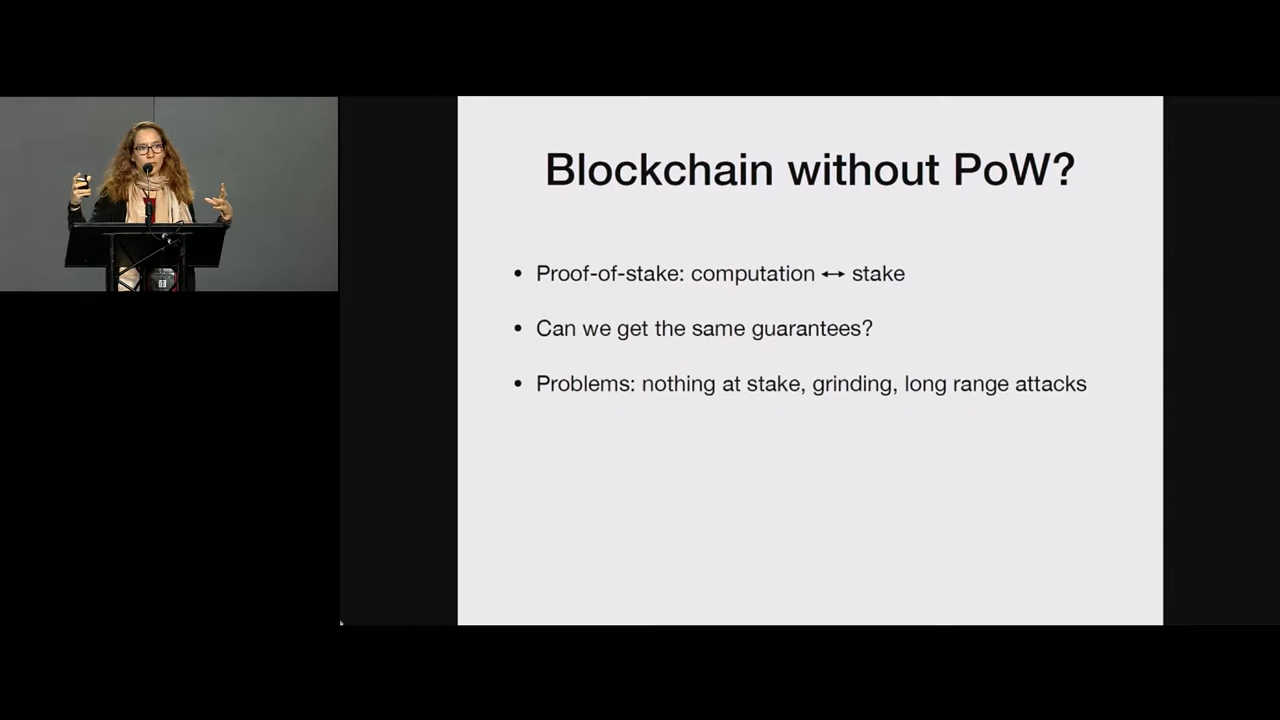 Blockchain without PoW?
• Proof-of-stake: computation ↔ stake
• Can we get the same guarantees?
• Problems: nothing at stake, grinding, long range attacks